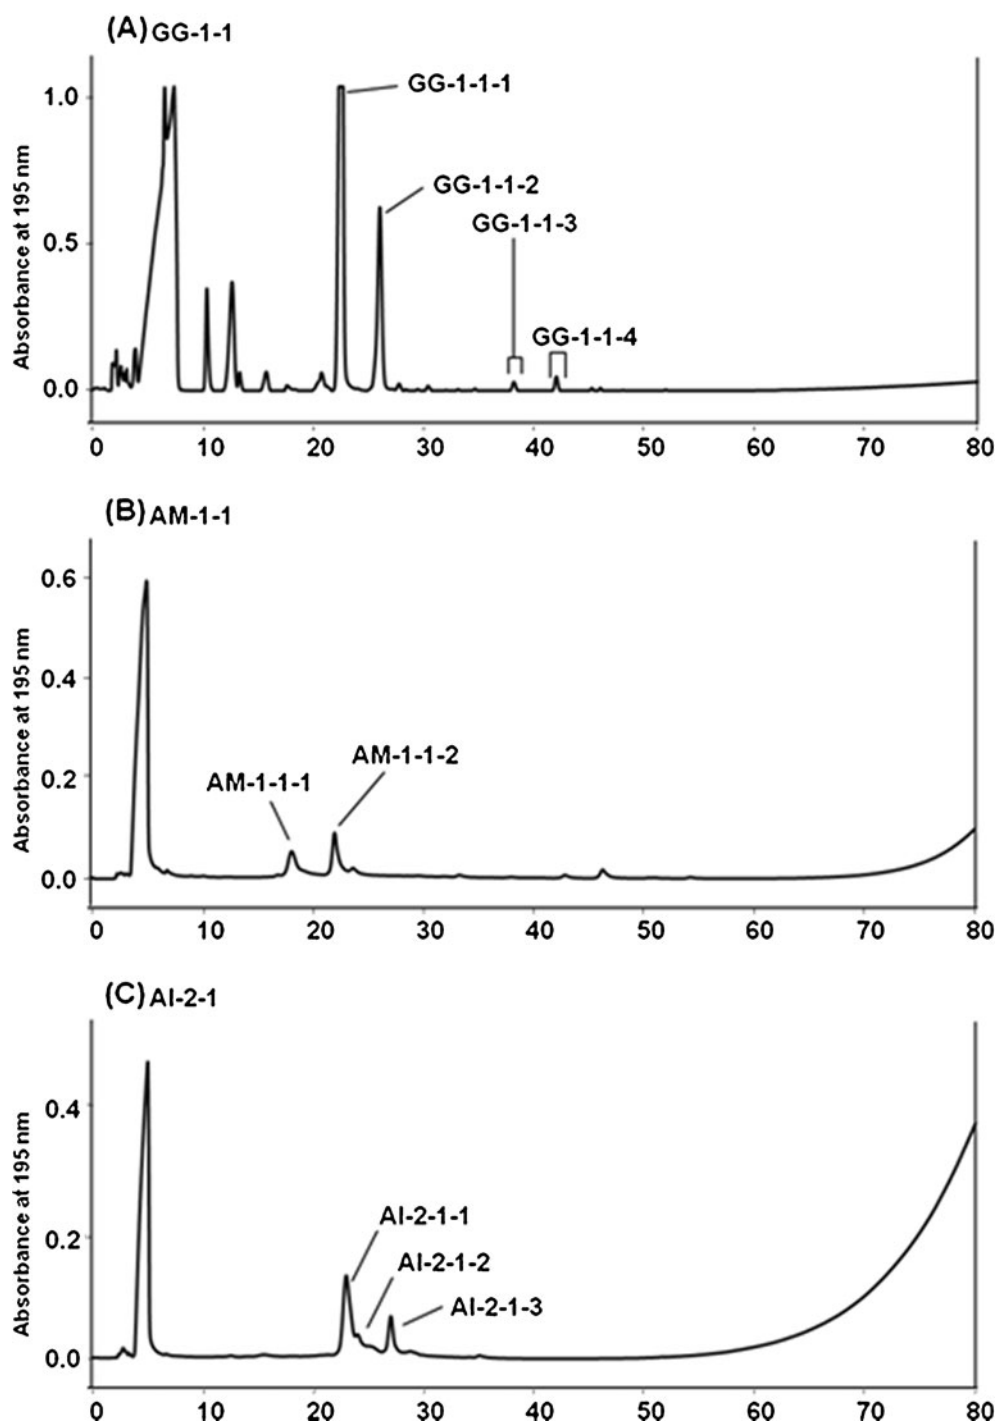 (A) GG-1-1
Absorbance at 195 nm
1.0
0.5
0.0
GG-1-1-1
GG-1-1-2
GG-1-1-3
GG-1-1-4
0 10 20 30 40 50 60 70 80
(B) AM-1-1
Absorbance at 195 nm
0.6
0.4
0.2
0.0
AM-1-1-2
AM-1-1-1
0 10 20 30 40 50 60 70 80
(C) AI-2-1
Absorbance at 195 nm
0.4
0.2
0.0
AI-2-1-1
AI-2-1-2
AI-2-1-3
0 10 20 30 40 50 60 70 80